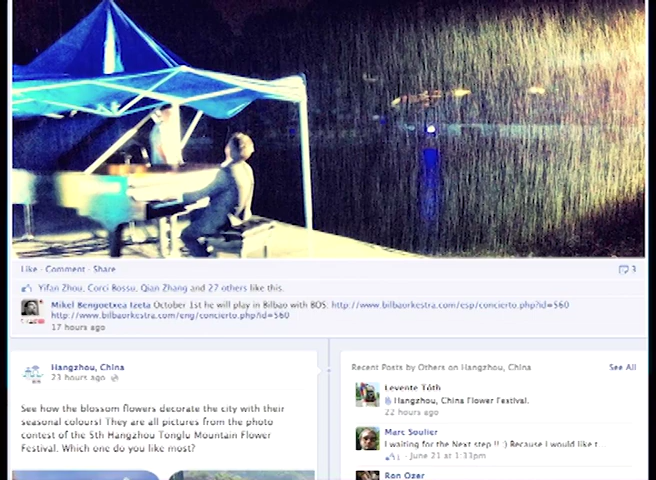 Like · Comment · Share
3
Yifan Zhou, Corci Bossu, Qian Zhang and 27 others like this.
Mikel Bengoetxea Izeta October 1st he will play in Bilbao with BOS: http://www.bilbaorkestra.com/esp/concierto.php?id=560
http://www.bilbaorkestra.com/eng/concierto.php?id=560
17 hours ago
Hangzhou, China
23 hours ago
See how the blossom flowers decorate the city with their
seasonal colours! They are all pictures from the photo
contest of the 5th Hangzhou Tonglu Mountain Flower
Festival. Which one do you like most?
Recent Posts by Others on Hangzhou, China
See All
Levente Tóth
Hangzhou, China Flower Festival.
22 hours ago
Marc Soulier
I waiting for the Next step !! :) Because I would like t...
1 · June 21 at 1:33pm
Ron Ozer